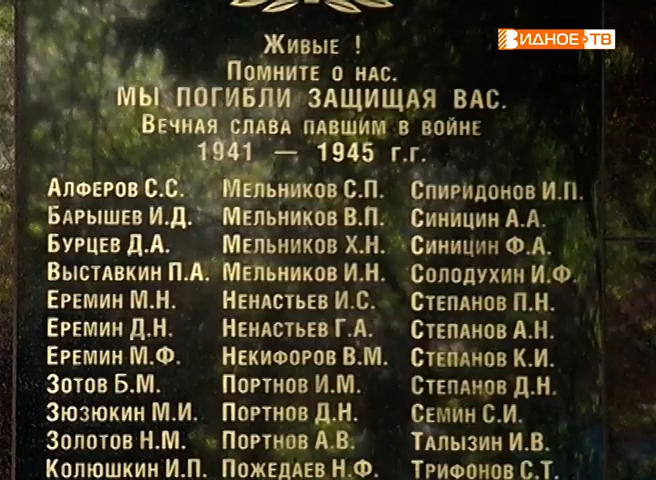 ВИДНОЕ-ТВ
Живые !
Помните о нас.
МЫ ПОГИБЛИ ЗАЩИЩАЯ ВАС.
Вечная слава павшим в войне
1941 — 1945 г.г.
Алферов С.С. Мельников С.П. Спиридонов И.П.
Барышев И.Д. Мельников В.П. Синицин А.А.
Бурцев Д.А. Мельников Х.Н. Синицин Ф.А.
Выставкин П.А. Мельников И.Н. Солодухин И.Ф.
Еремин М.Н. Ненастьев И.С. Степанов П.Н.
Еремин Д.Н. Ненастьев Г.А. Степанов А.Н.
Еремин М.Ф. Некифоров В.М. Степанов К.И.
Зотов Б.М. Портнов И.М. Степанов Д.Н.
Зюзюкин М.И. Портнов Д.Н. Семин С.И.
Золотов Н.М. Портнов А.В. Талызин И.В.
Колюшкин И.П. Пожедаев Н.Ф. Трифонов С.Т.